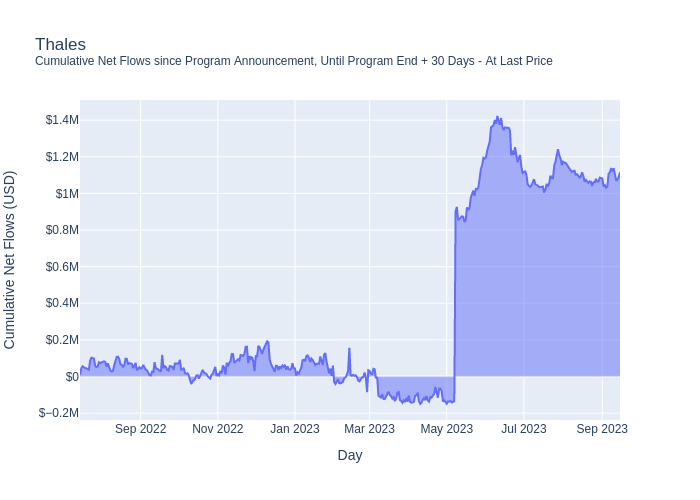 Thales
Cumulative Net Flows since Program Announcement, Until Program End + 30 Days - At Last Price
Cumulative Net Flows (USD)
$1.4M
$1.2M
$1M
$0.8M
$0.6M
$0.4M
$0.2M
$0
$−0.2M
Sep 2022 Nov 2022 Jan 2023 Mar 2023 May 2023 Jul 2023 Sep 2023
Day